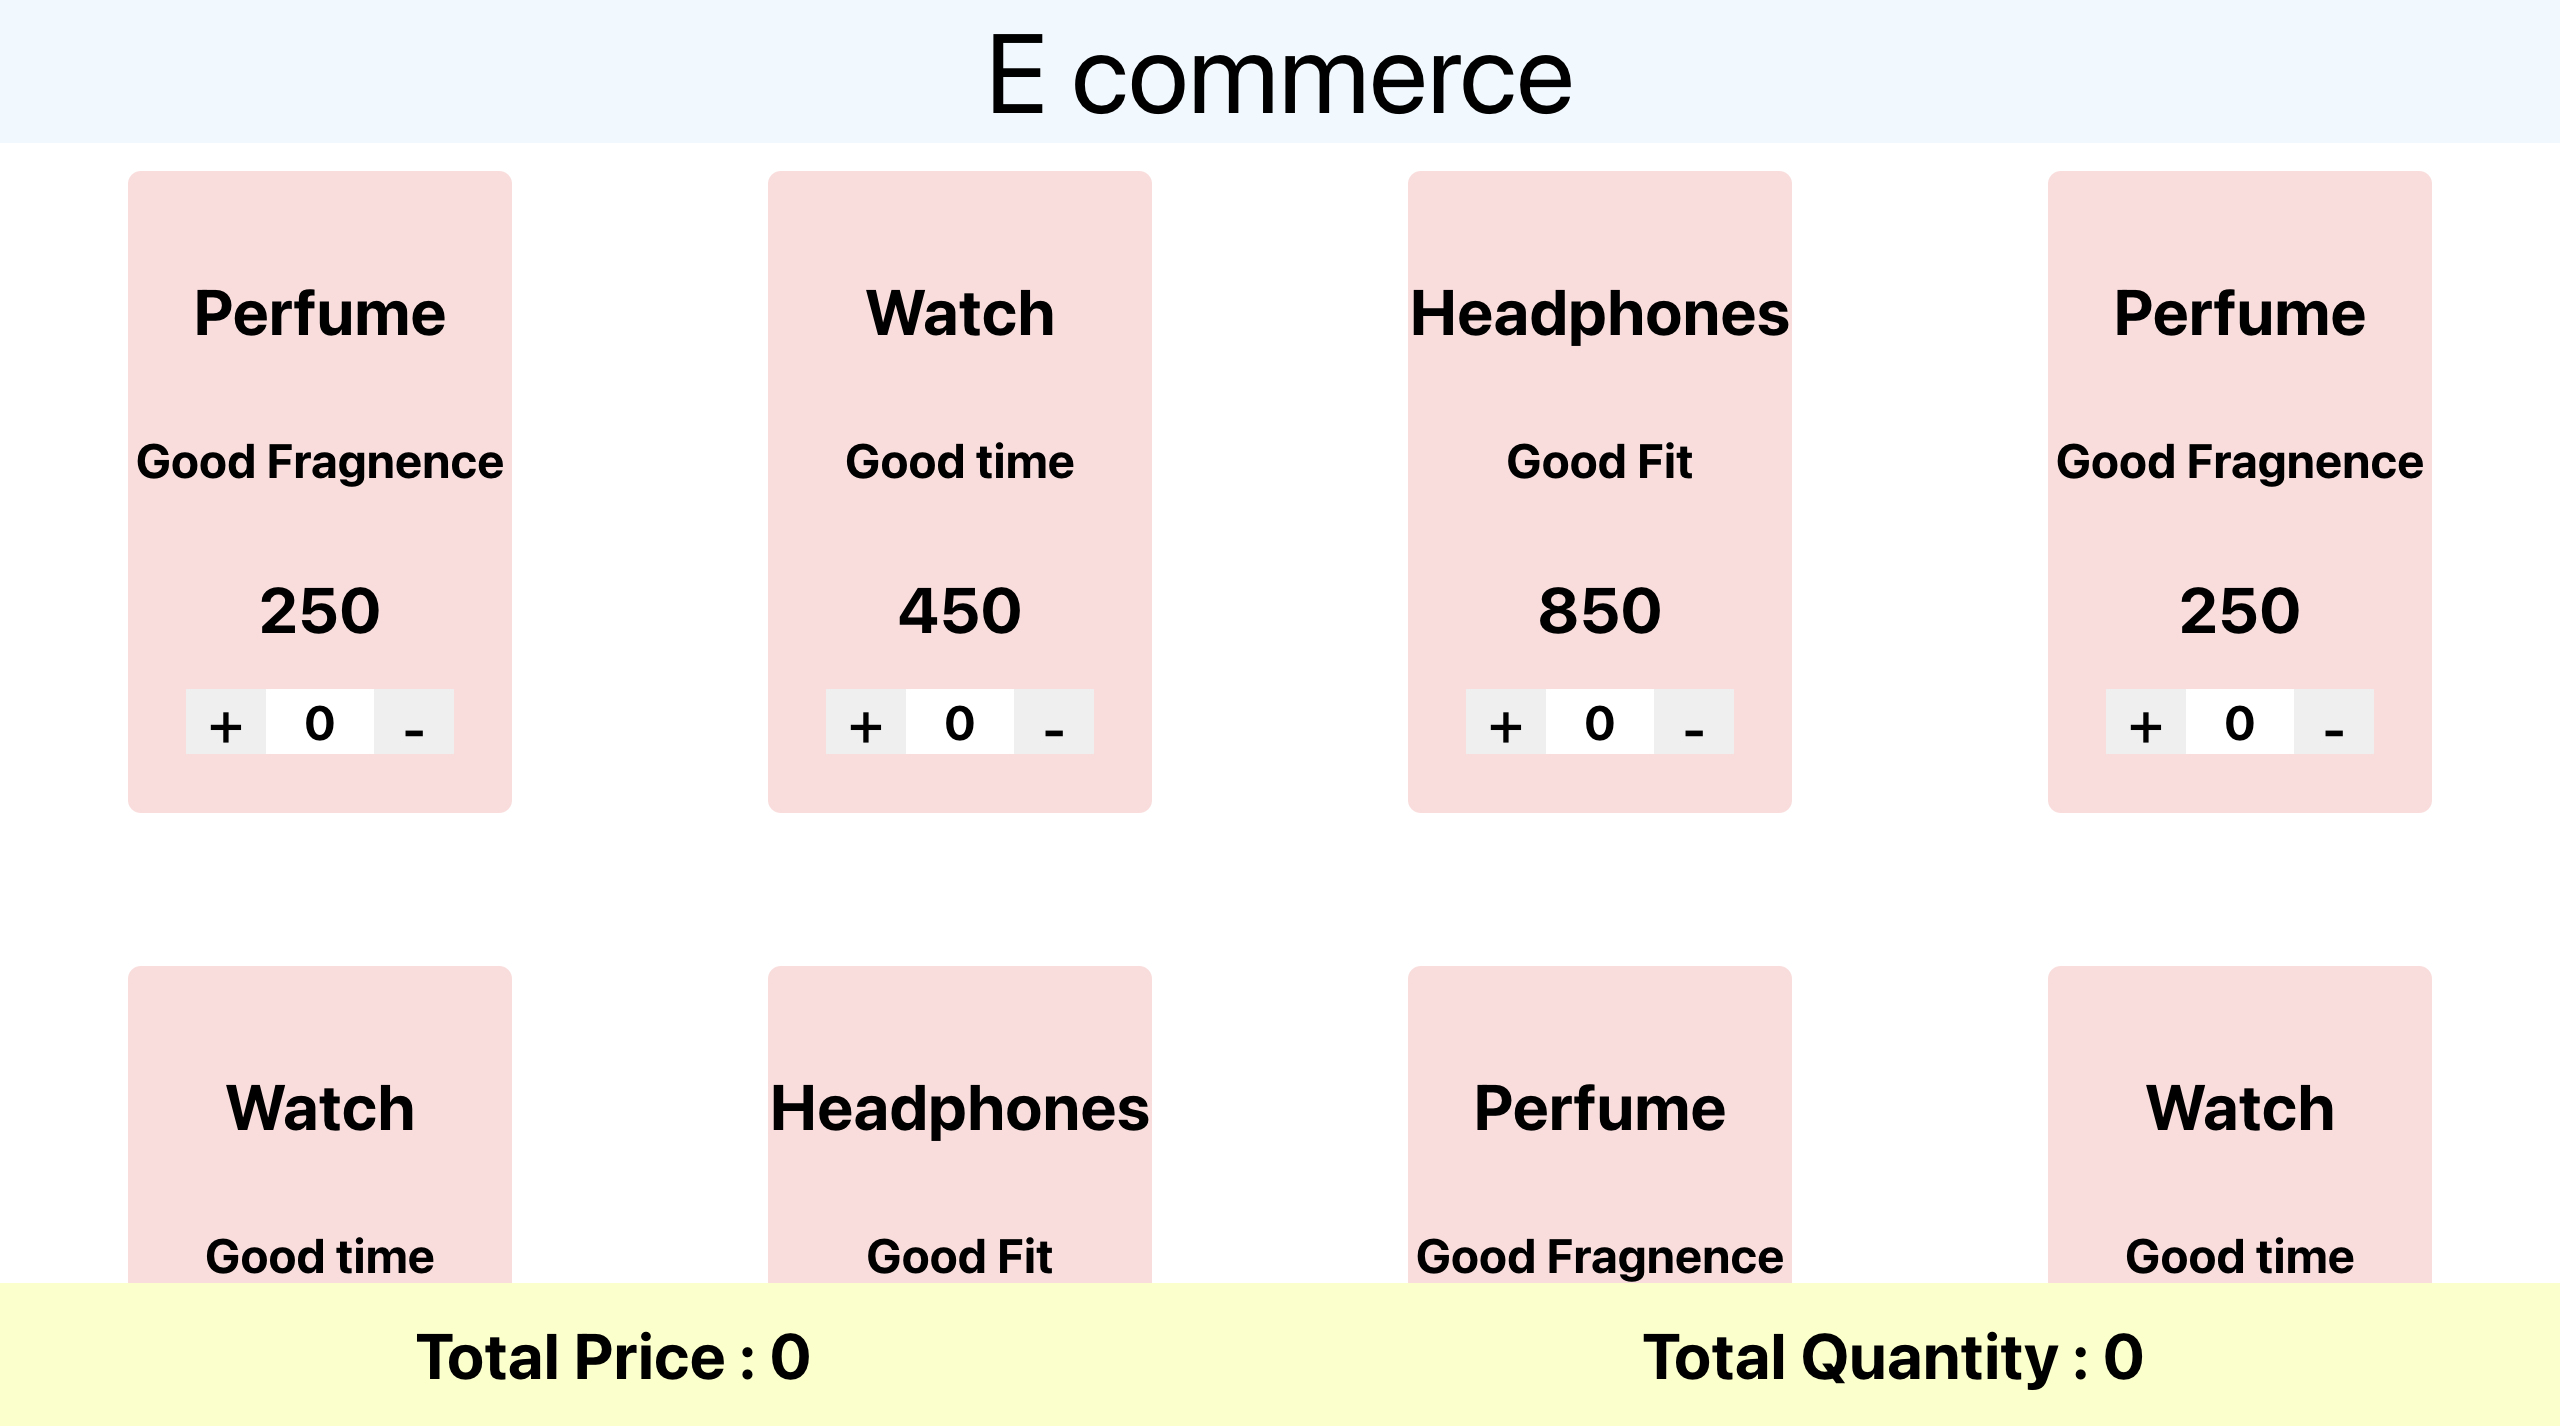 E commerce
Perfume
Good Fragnence
250
+ 0 -
Watch
Good time
450
+ 0 -
Headphones
Good Fit
850
+ 0 -
Perfume
Good Fragnence
250
+ 0 -
Watch
Good time
Headphones
Good Fit
Perfume
Good Fragnence
Watch
Good time
Total Price : 0
Total Quantity : 0